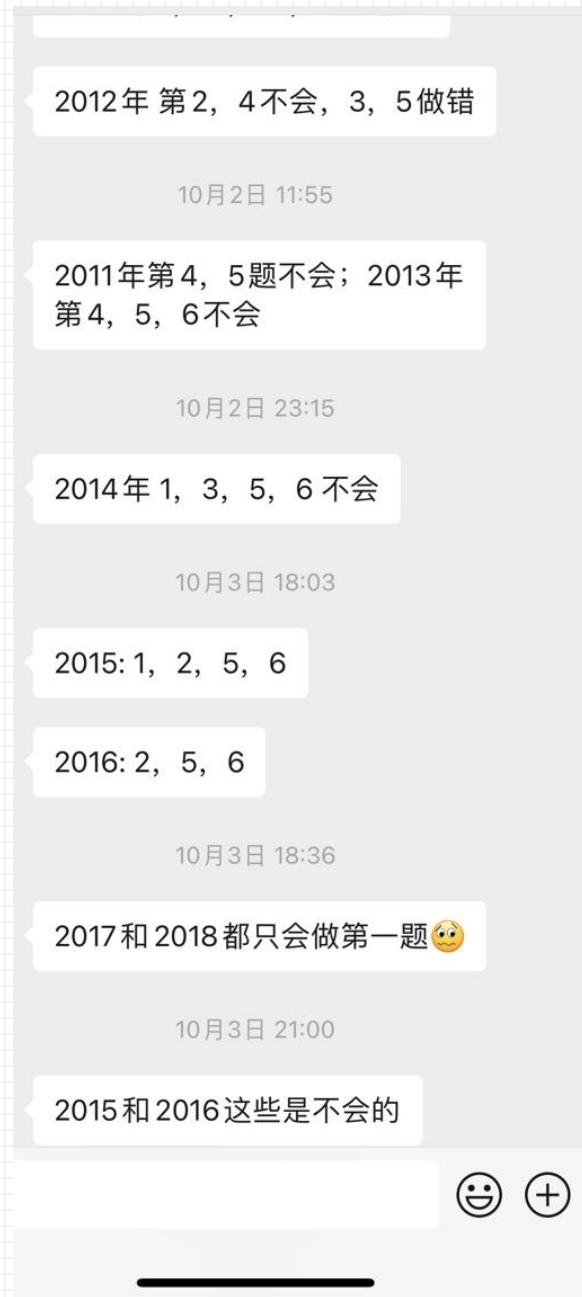 2012年 第2，4不会，3，5做错
10月2日 11:55
2011年第4，5题不会；2013年
第4，5，6不会
10月2日 23:15
2014年 1，3，5，6 不会
10月3日 18:03
2015: 1，2，5，6
2016: 2，5，6
10月3日 18:36
2017和2018都只会做第一题🥴
10月3日 21:00
2015和2016这些是不会的